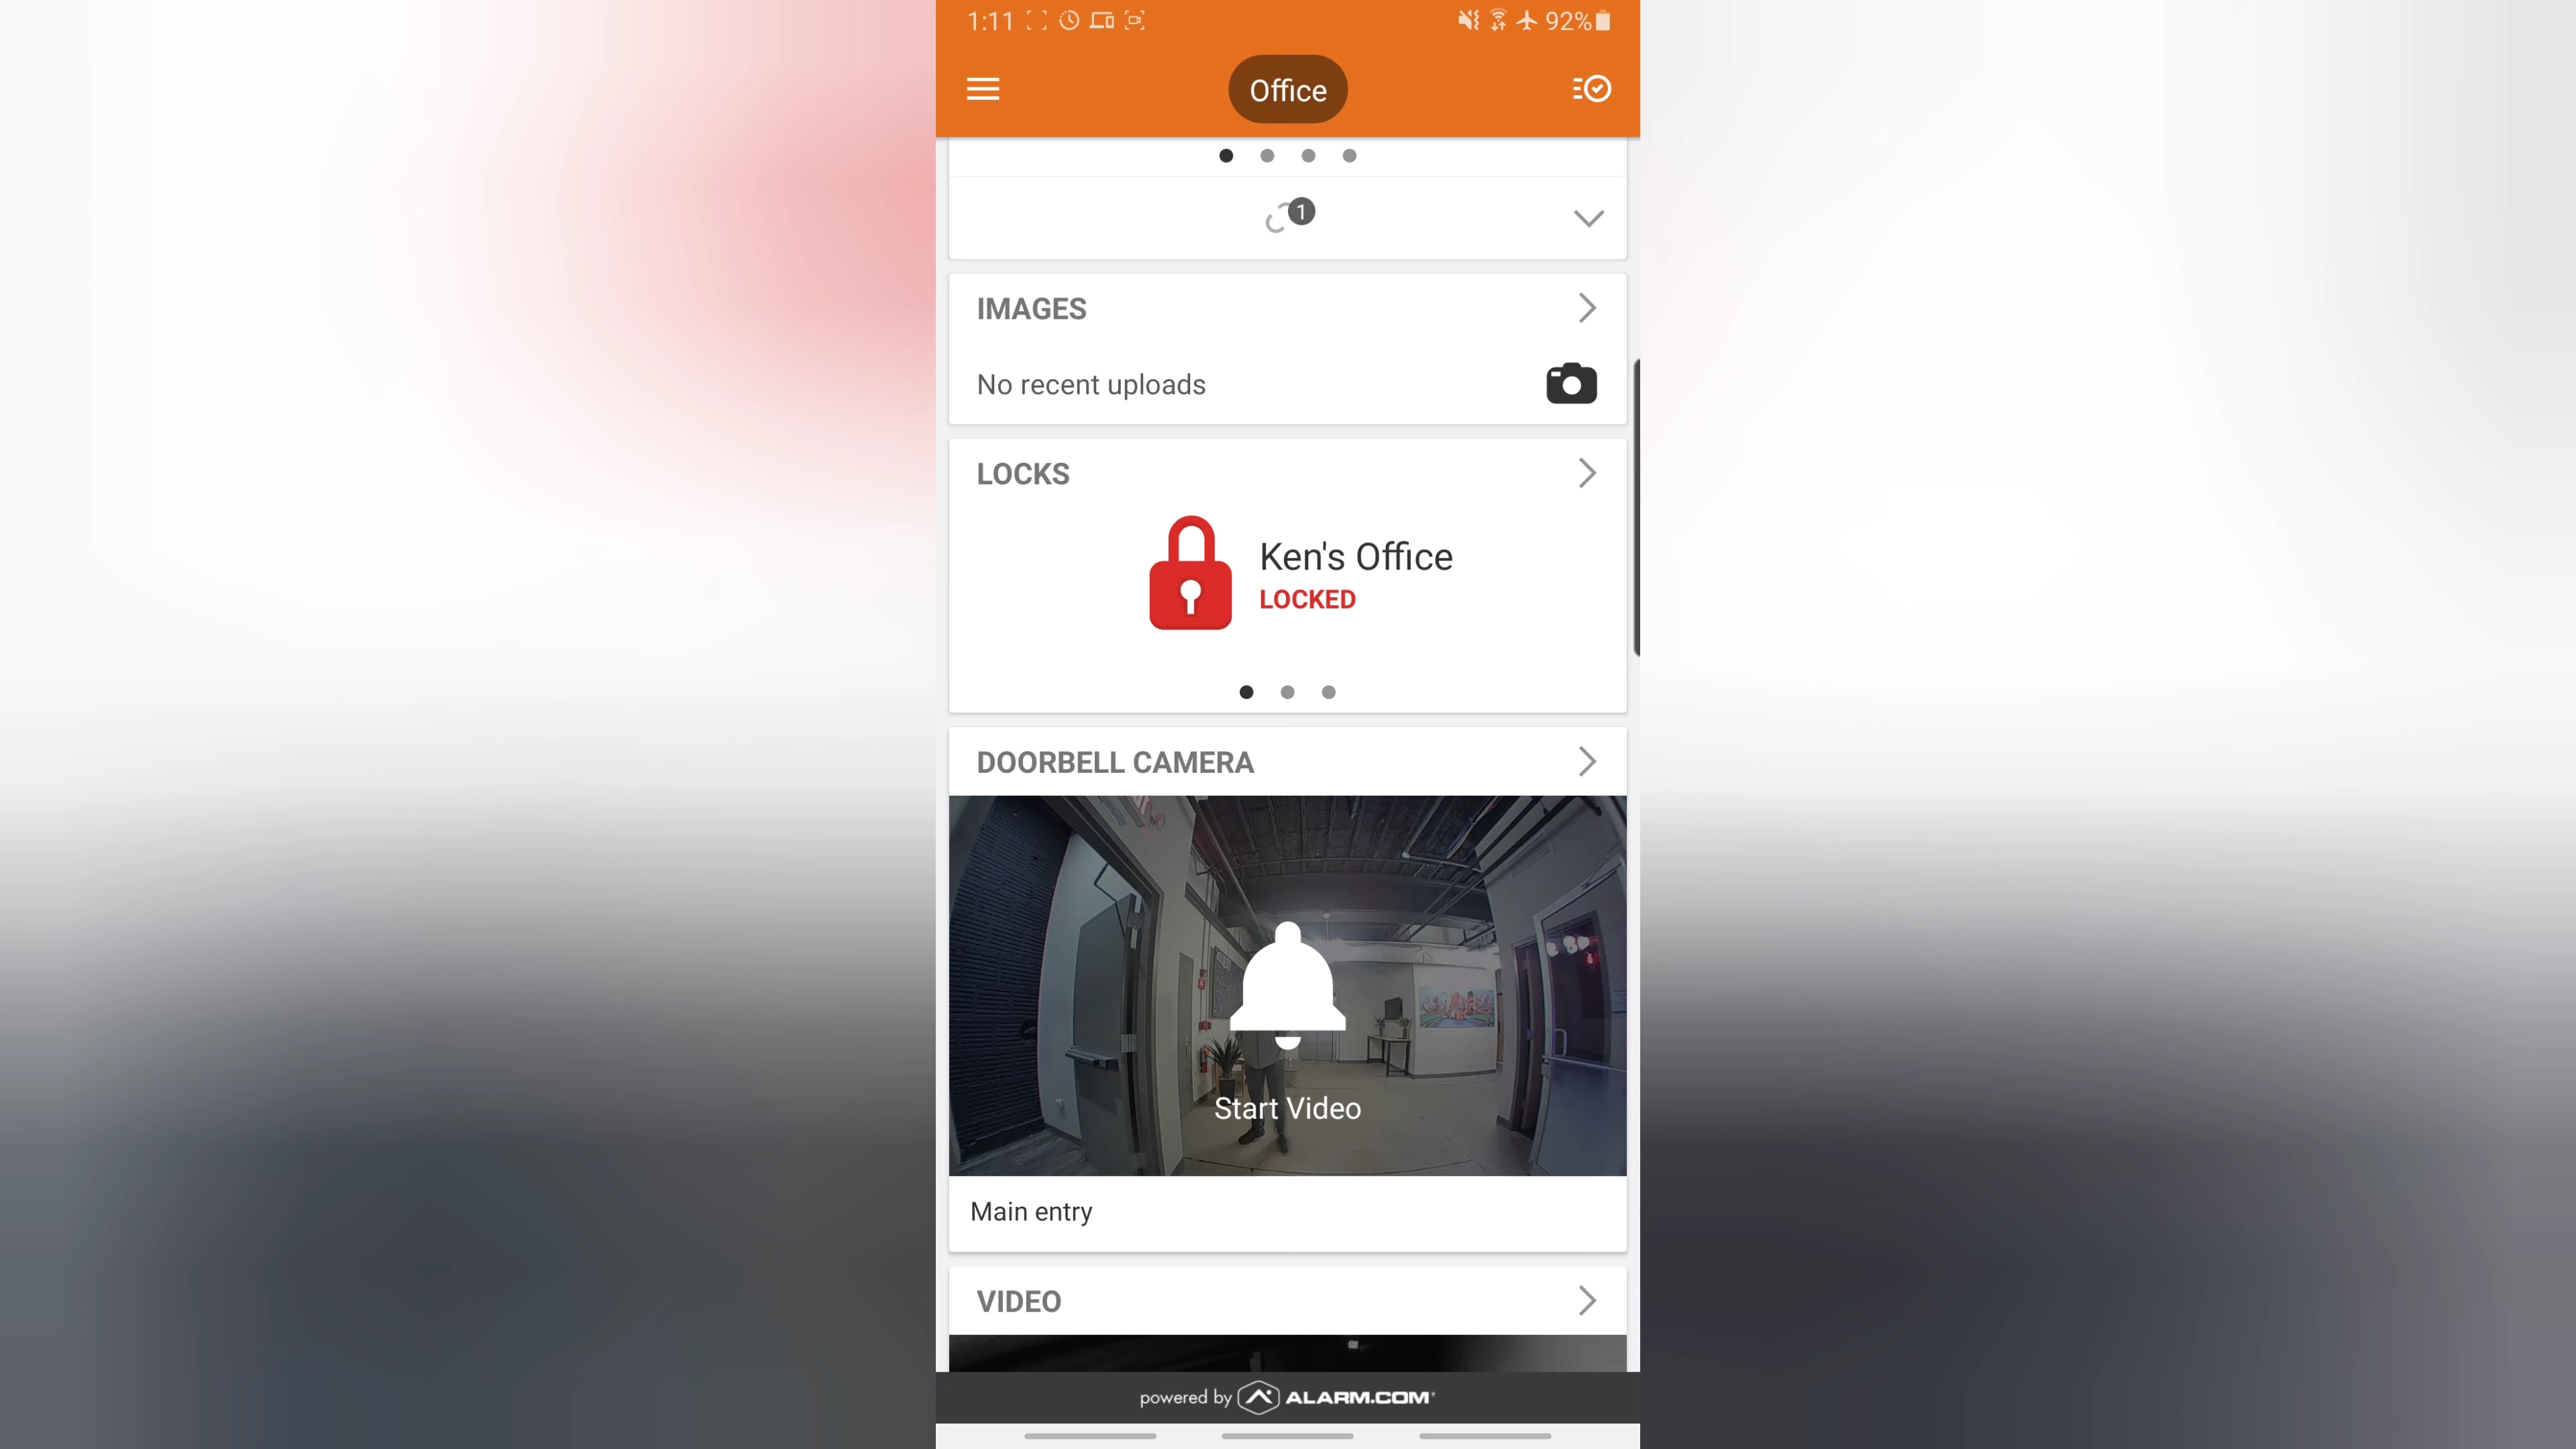 1:11
92%
Office
1
IMAGES
No recent uploads
LOCKS
Ken's Office
LOCKED
DOORBELL CAMERA
Start Video
Main entry
VIDEO
powered by ALARM.COM